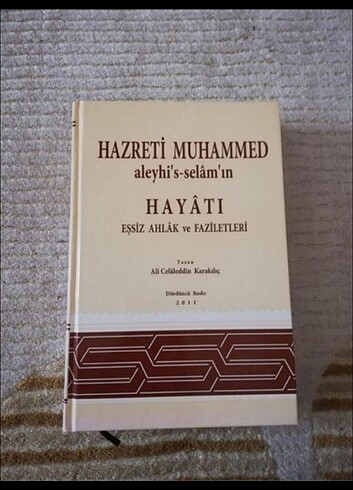 HAZRETİ MUHAMMED
aleyhi's-selâm'ın
HAYÂTI
EŞSİZ AHLÂK ve FAZİLETLERİ
Yazan
Ali Celâleddin Karakılıç
Dördüncü Baskı
2011